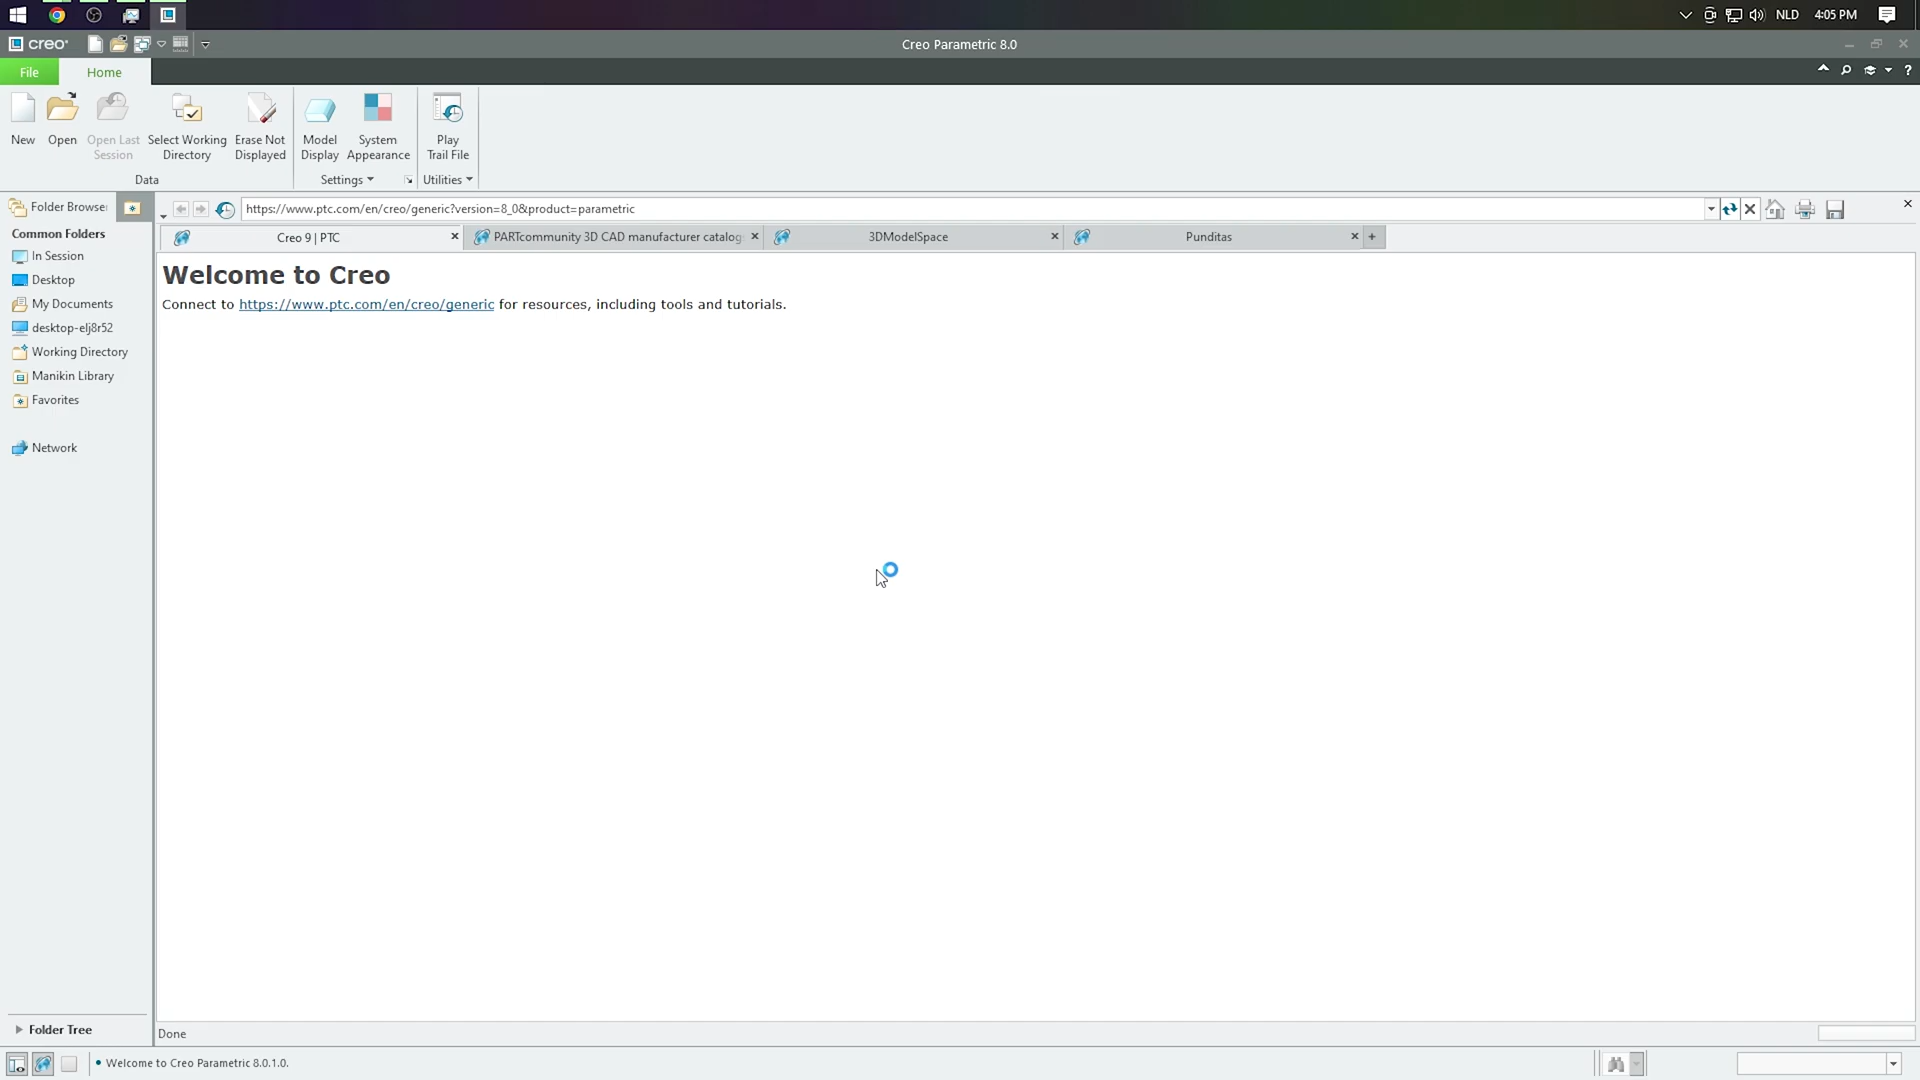 NLD 4:05 PM
creo Creo Parametric 8.0
File Home
New Open Open Last Session Select Working Directory Erase Not Displayed Model Display System Appearance Play Trail File
Data Settings Utilities
Folder Browse
https://www.ptc.com/en/creo/generic?version=8_0&product=parametric
Creo 9 | PTC PARTcommunity 3D CAD manufacturer catalog 3DModelSpace Punditas
Common Folders
In Session
Desktop
My Documents
desktop-elj8r52
Working Directory
Manikin Library
Favorites
Network
Welcome to Creo
Connect to https://www.ptc.com/en/creo/generic for resources, including tools and tutorials.
Folder Tree
Done
• Welcome to Creo Parametric 8.0.1.0.